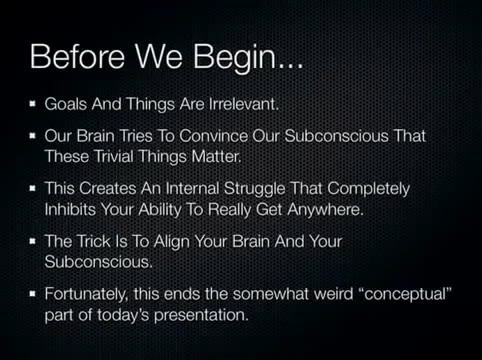 Before We Begin...
Goals And Things Are Irrelevant.
Our Brain Tries To Convince Our Subconscious That
These Trivial Things Matter.
This Creates An Internal Struggle That Completely
Inhibits Your Ability To Really Get Anywhere.
The Trick Is To Align Your Brain And Your
Subconscious.
Fortunately, this ends the somewhat weird “conceptual”
part of today’s presentation.